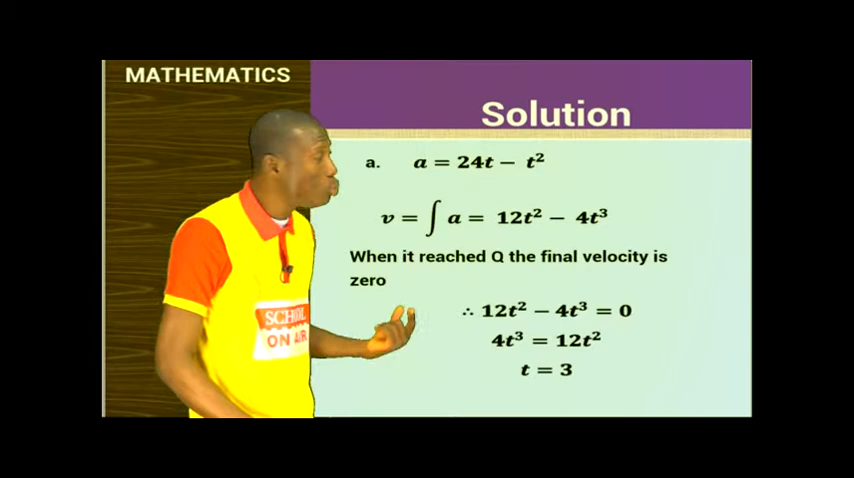 MATHEMATICS
Solution
a. a = 24t − t²
v = ∫ a = 12t² − 4t³
When it reached Q the final velocity is
zero
∴ 12t² − 4t³ = 0
4t³ = 12t²
t = 3
SCHOOL
ON AIR